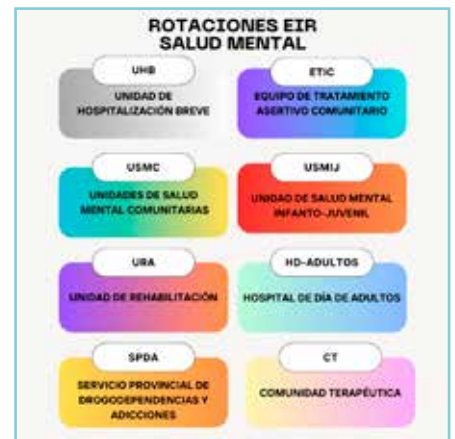 ROTACIONES EIR
SALUD MENTAL
UHB
UNIDAD DE
HOSPITALIZACIÓN BREVE
ETIC
EQUIPO DE TRATAMIENTO
ASERTIVO COMUNITARIO
USMC
UNIDADES DE SALUD
MENTAL COMUNITARIAS
USMIJ
UNIDAD DE SALUD MENTAL
INFANTO-JUVENIL
URA
UNIDAD DE REHABILITACIÓN
HD-ADULTOS
HOSPITAL DE DÍA DE ADULTOS
SPDA
SERVICIO PROVINCIAL DE
DROGODEPENDENCIAS Y
ADICCIONES
CT
COMUNIDAD TERAPÉUTICA